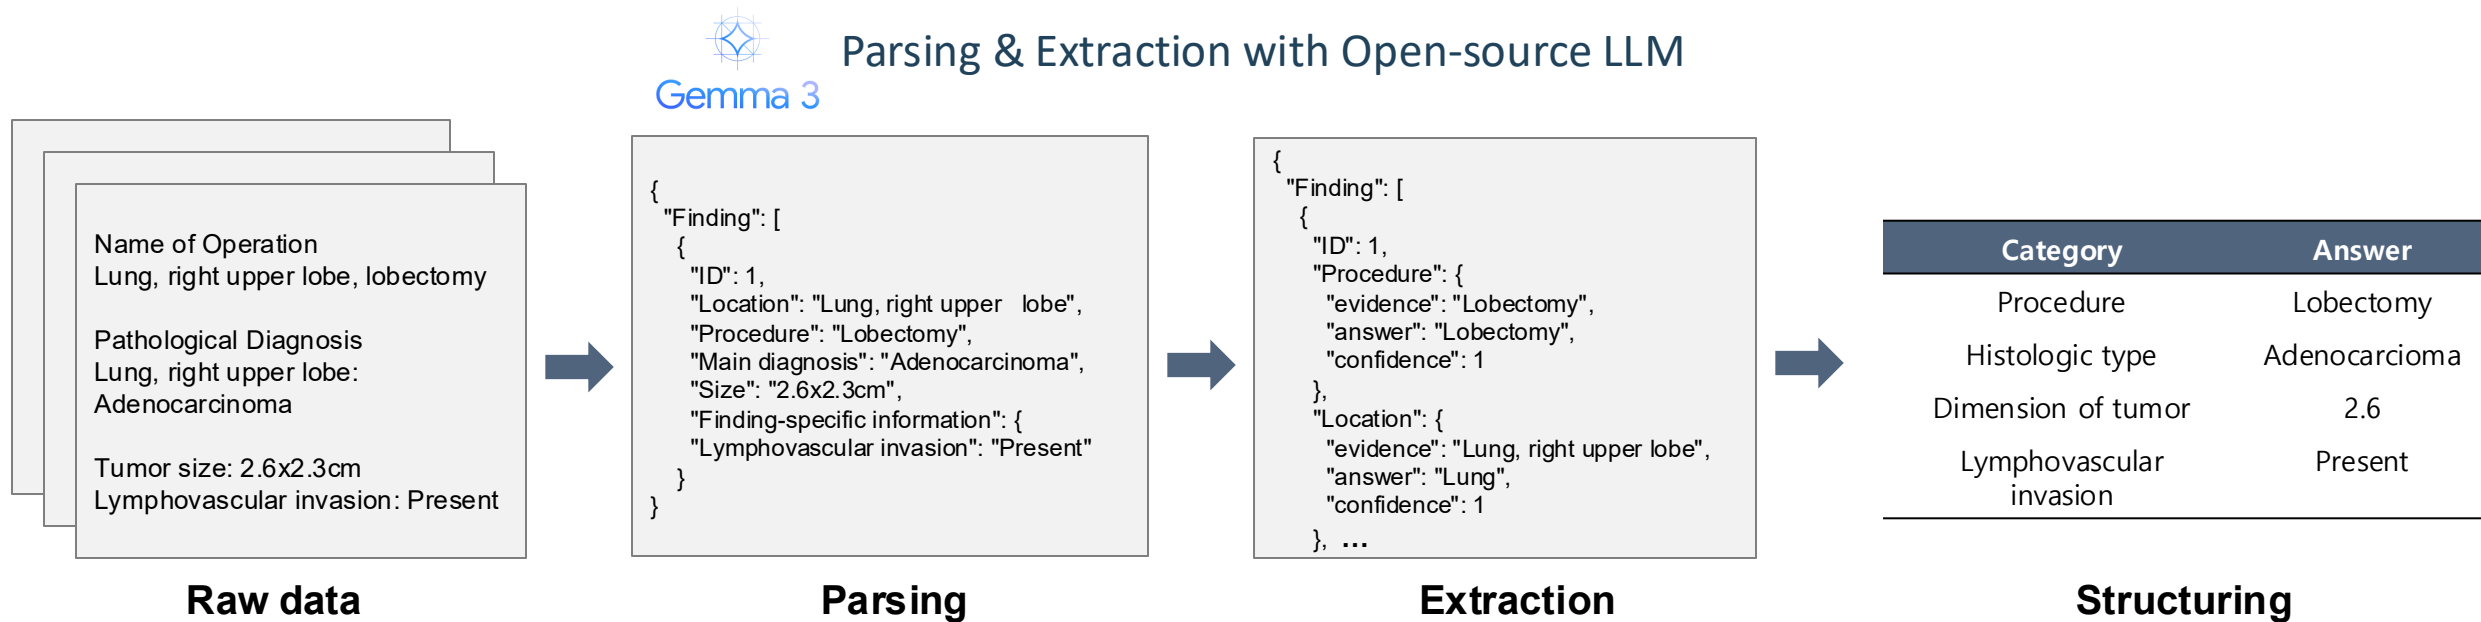 Gemma 3
Parsing & Extraction with Open-source LLM
Name of Operation
Lung, right upper lobe, lobectomy
Pathological Diagnosis
Lung, right upper lobe:
Adenocarcinoma
Tumor size: 2.6x2.3cm
Lymphovascular invasion: Present
Raw data
{
"Finding": [
{
"ID": 1,
"Location": "Lung, right upper lobe",
"Procedure": "Lobectomy",
"Main diagnosis": "Adenocarcinoma",
"Size": "2.6x2.3cm",
"Finding-specific information": {
"Lymphovascular invasion": "Present"
}
}
Parsing
{
"Finding": [
{
"ID": 1,
"Procedure": {
"evidence": "Lobectomy",
"answer": "Lobectomy",
"confidence": 1
},
"Location": {
"evidence": "Lung, right upper lobe",
"answer": "Lung",
"confidence": 1
}, ...
Extraction
Category Answer
Procedure Lobectomy
Histologic type Adenocarcioma
Dimension of tumor 2.6
Lymphovascular Present
invasion
Structuring